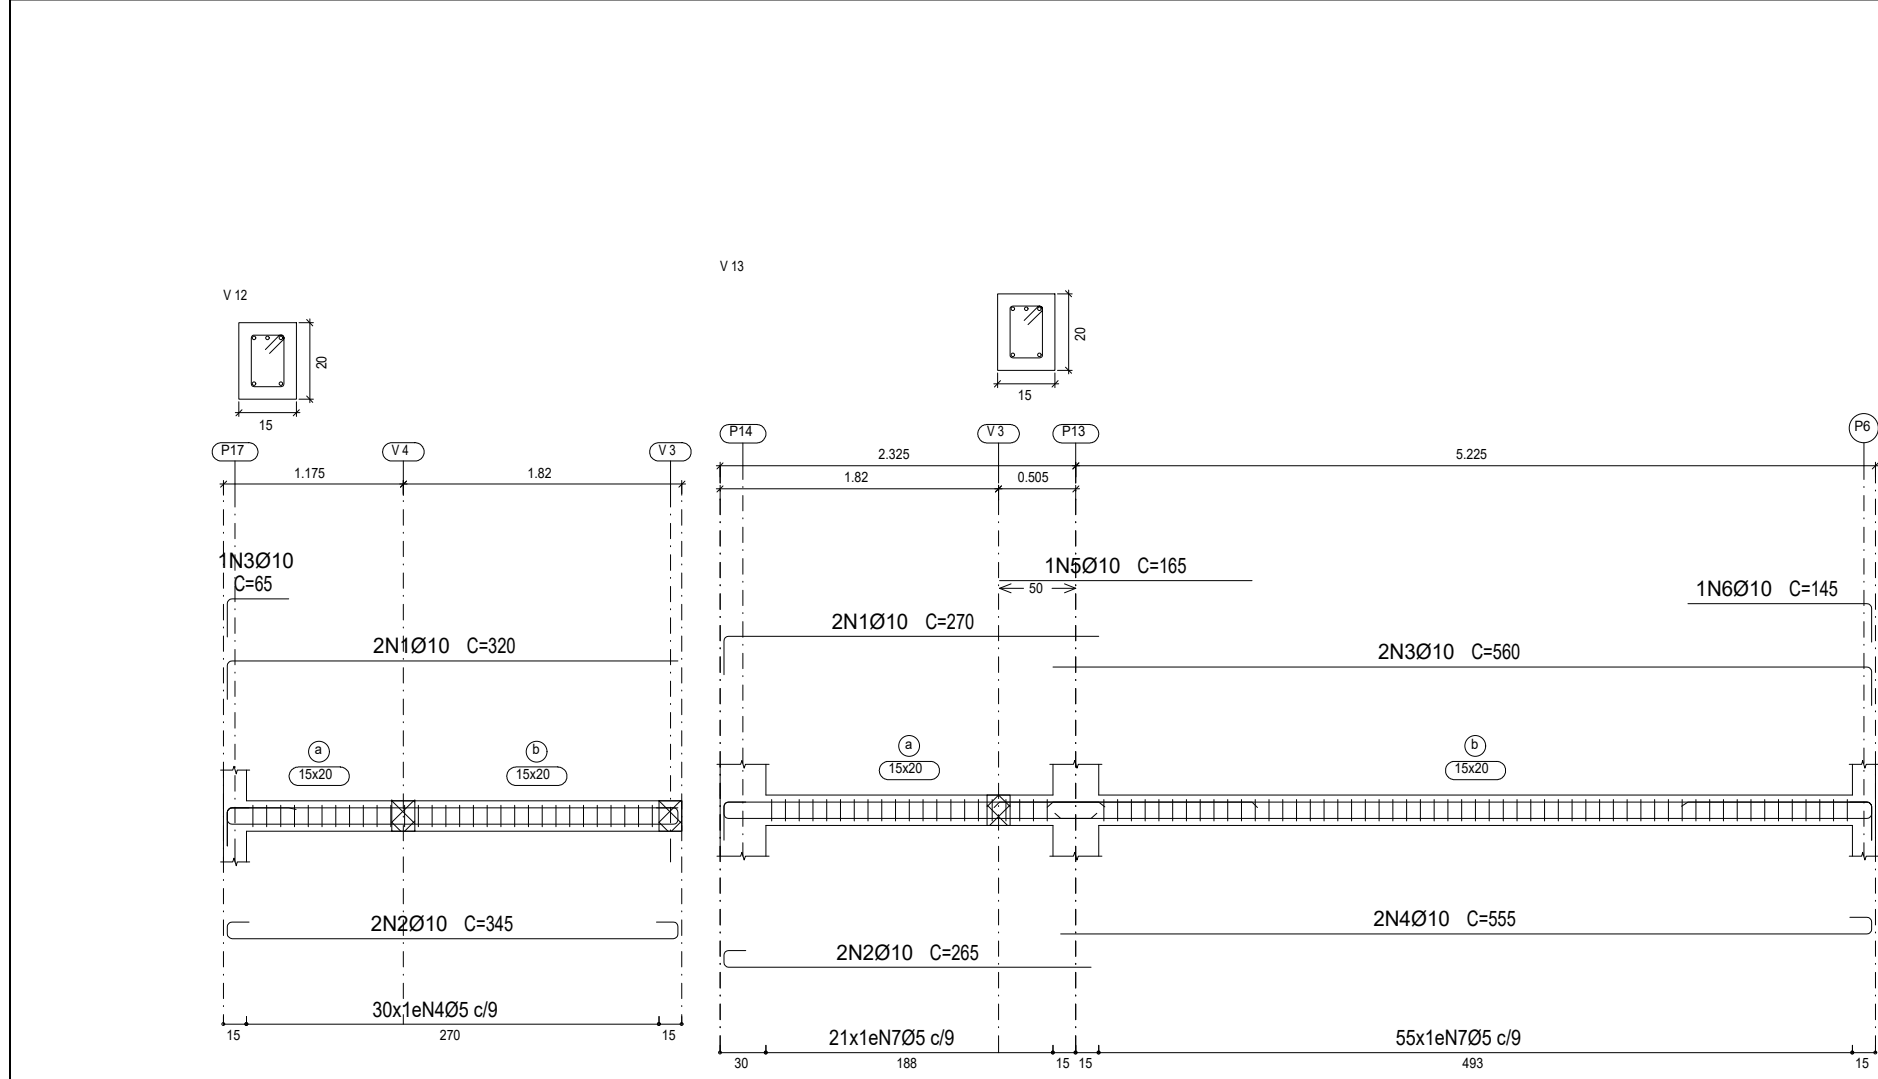 V 13
V 12
20
15
20
15
P17
V 4
V 3
1.175
1.82
P14
V 3
P13
P6
2.325
5.225
1.82
0.505
1N3Ø10
C=65
2N1Ø10 C=320
1N5Ø10 C=165
50
1N6Ø10 C=145
2N1Ø10 C=270
2N3Ø10 C=560
a
15x20
b
15x20
a
15x20
b
15x20
2N2Ø10 C=345
2N4Ø10 C=555
2N2Ø10 C=265
30x1eN4Ø5 c/9
15
270
15
21x1eN7Ø5 c/9
55x1eN7Ø5 c/9
30
188
15
15
493
15